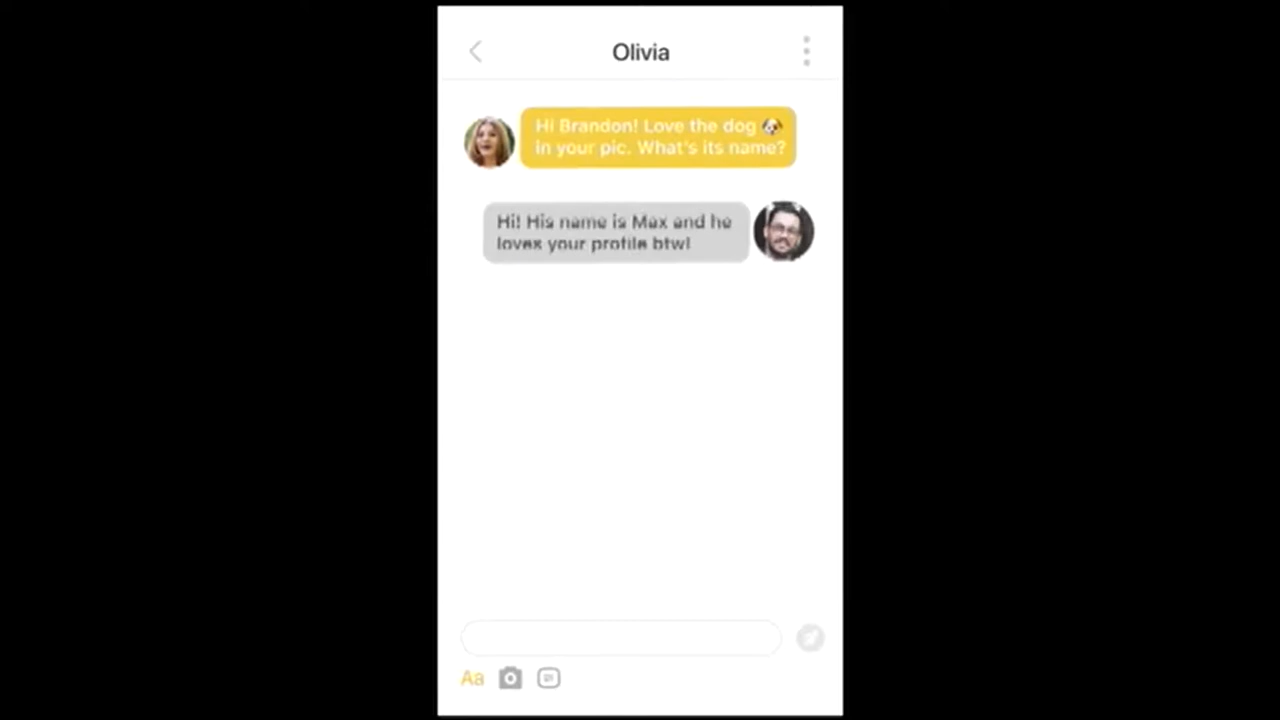 Olivia
Hi Brandon! Love the dog 🐶
in your pic. What's its name?
Hi! His name is Max and he
loves your profile btw!
Aa